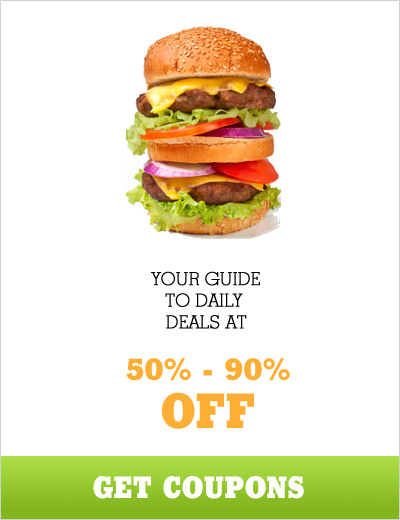 YOUR GUIDE
TO DAILY
DEALS AT
50% - 90%
OFF
GET COUPONS